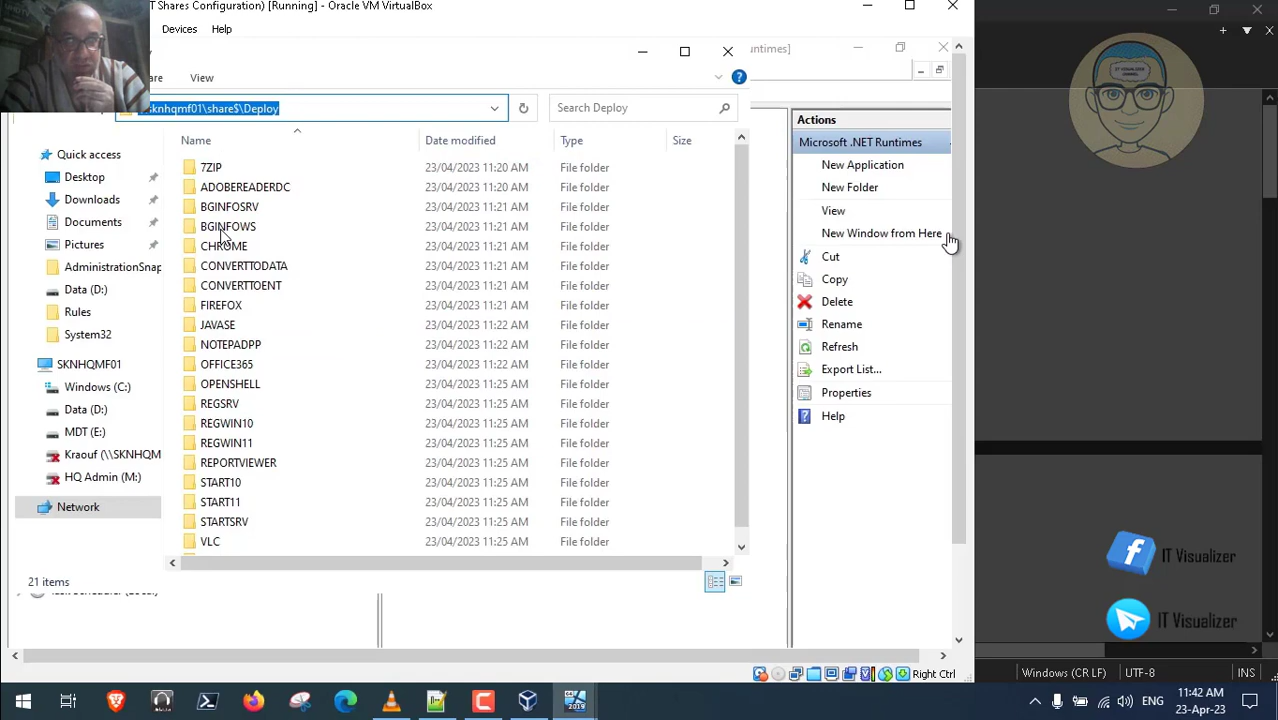 T Shares Configuration) [Running] - Oracle VM VirtualBox
Devices Help
View
sknhqmf01\share$\Deploy
Search Deploy
Name Date modified Type Size
Quick access
Desktop
Downloads
Documents
Pictures
AdministrationSnap
Data (D:)
Rules
System32
SKNHQMF01
Windows (C:)
Data (D:)
MDT (E:)
Kraouf (\\SKNHQM
HQ Admin (M:)
Network
7ZIP 23/04/2023 11:20 AM File folder
ADOBEREADERDC 23/04/2023 11:20 AM File folder
BGINFOSRV 23/04/2023 11:21 AM File folder
BGINFOWS 23/04/2023 11:21 AM File folder
CHROME 23/04/2023 11:21 AM File folder
CONVERTTODATA 23/04/2023 11:21 AM File folder
CONVERTTOENT 23/04/2023 11:21 AM File folder
FIREFOX 23/04/2023 11:21 AM File folder
JAVASE 23/04/2023 11:22 AM File folder
NOTEPADPP 23/04/2023 11:22 AM File folder
OFFICE365 23/04/2023 11:22 AM File folder
OPENSHELL 23/04/2023 11:25 AM File folder
REGSRV 23/04/2023 11:25 AM File folder
REGWIN10 23/04/2023 11:25 AM File folder
REGWIN11 23/04/2023 11:25 AM File folder
REPORTVIEWER 23/04/2023 11:25 AM File folder
START10 23/04/2023 11:25 AM File folder
START11 23/04/2023 11:25 AM File folder
STARTSRV 23/04/2023 11:25 AM File folder
VLC 23/04/2023 11:25 AM File folder
21 items
untimes]
Actions
Microsoft .NET Runtimes
New Application
New Folder
View
New Window from Here
Cut
Copy
Delete
Rename
Refresh
Export List...
Properties
Help
Right Ctrl
IT VISUALIZER
CHANNEL
IT Visualizer
IT Visualizer
Windows (CR LF) UTF-8 INS
2019
ENG
11:42 AM
23-Apr-23